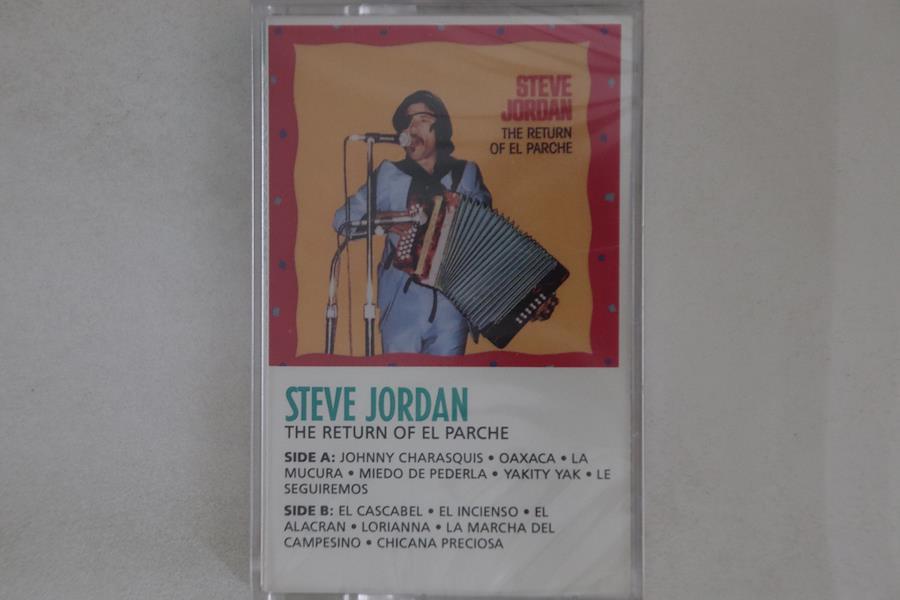 STEVE
JORDAN
THE RETURN
OF EL PARCHE
STEVE JORDAN
THE RETURN OF EL PARCHE
SIDE A: JOHNNY CHARASQUIS • OAXACA • LA
MUCURA • MIEDO DE PEDERLA • YAKITY YAK • LE
SEGUIREMOS
SIDE B: EL CASCABEL • EL INCIENSO • EL
ALACRAN • LORIANNA • LA MARCHA DEL
CAMPESINO • CHICANA PRECIOSA